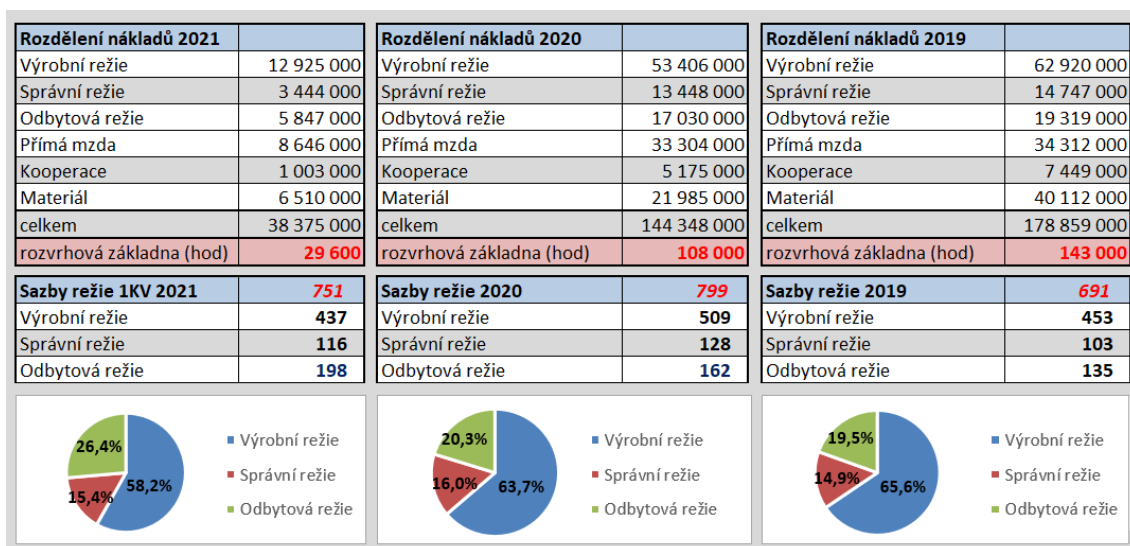 Rozdělení nákladů 2021
Výrobní režie 12 925 000
Správní režie 3 444 000
Odbytová režie 5 847 000
Přímá mzda 8 646 000
Kooperace 1 003 000
Materiál 6 510 000
celkem 38 375 000
rozvrhová základna (hod) 29 600
Rozdělení nákladů 2020
Výrobní režie 53 406 000
Správní režie 13 448 000
Odbytová režie 17 030 000
Přímá mzda 33 304 000
Kooperace 5 175 000
Materiál 21 985 000
celkem 144 348 000
rozvrhová základna (hod) 108 000
Rozdělení nákladů 2019
Výrobní režie 62 920 000
Správní režie 14 747 000
Odbytová režie 19 319 000
Přímá mzda 34 312 000
Kooperace 7 449 000
Materiál 40 112 000
celkem 178 859 000
rozvrhová základna (hod) 143 000
Sazby režie 1KV 2021 751
Výrobní režie 437
Správní režie 116
Odbytová režie 198
Sazby režie 2020 799
Výrobní režie 509
Správní režie 128
Odbytová režie 162
Sazby režie 2019 691
Výrobní režie 453
Správní režie 103
Odbytová režie 135
26,4%
15,4%
58,2%
Výrobní režie
Správní režie
Odbytová režie
20,3%
16,0%
63,7%
Výrobní režie
Správní režie
Odbytová režie
19,5%
14,9%
65,6%
Výrobní režie
Správní režie
Odbytová režie